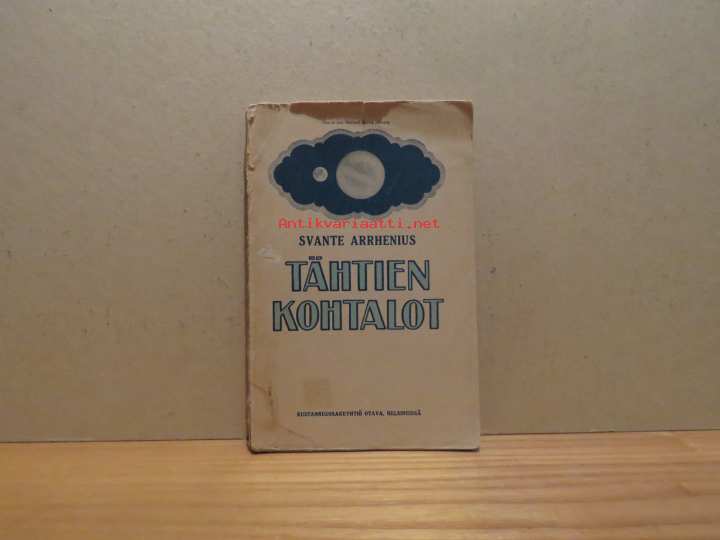 Antikvariaatti.net
SVANTE ARRHENIUS
TÄHTIEN
KOHTALOT
KUSTANNUSOSAKEYHTIÖ OTAVA, HELSINGISSÄ